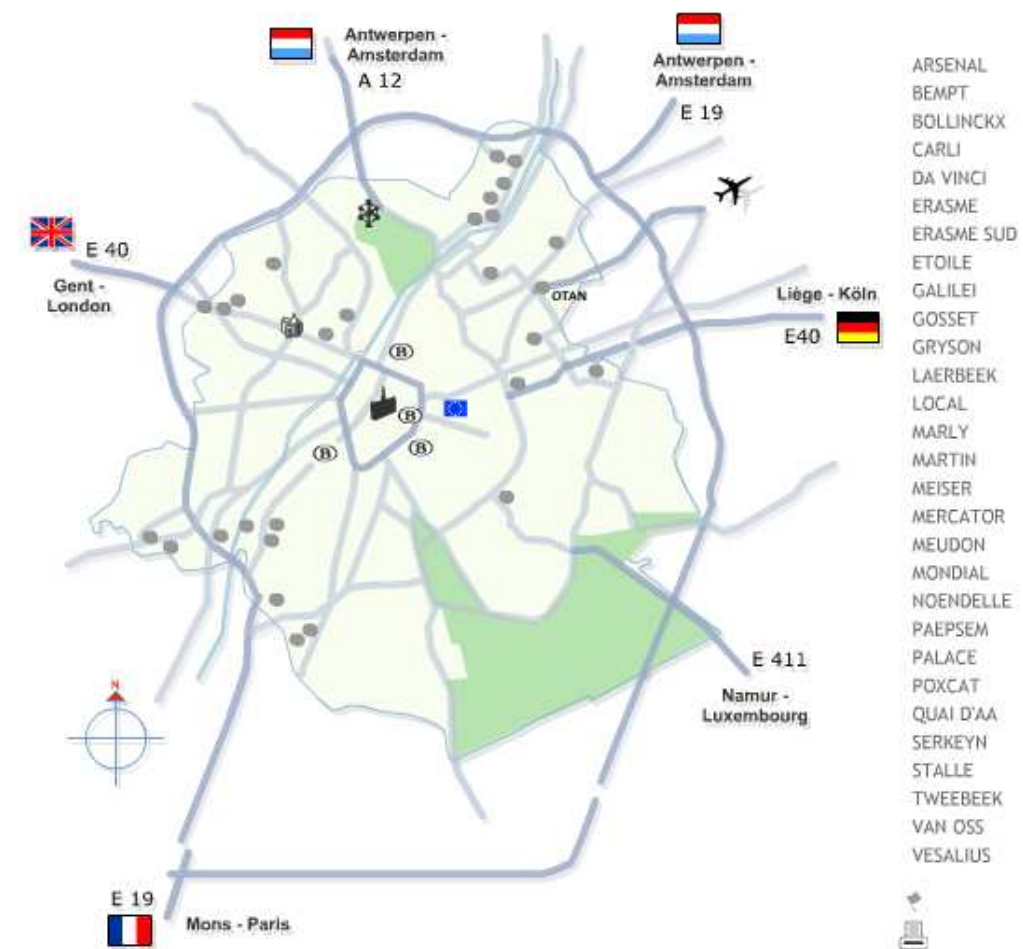 Antwerpen -
Amsterdam
A 12
Antwerpen -
Amsterdam
E 19
E 40
Gent -
London
OTAN
Liège - Köln
E40
B
B
B
B
E 411
Namur -
Luxembourg
N
E 19
Mons - Paris
ARSENAL
BEMPT
BOLLINCKX
CARLI
DA VINCI
ERASME
ERASME SUD
ETOILE
GALILEI
GOSSET
GRYSON
LAERBEEK
LOCAL
MARLY
MARTIN
MEISER
MERCATOR
MEUDON
MONDIAL
NOENDELLE
PAEPSEM
PALACE
POXCAT
QUAI D'AA
SERKEYN
STALLE
TWEEBEEK
VAN OSS
VESALIUS